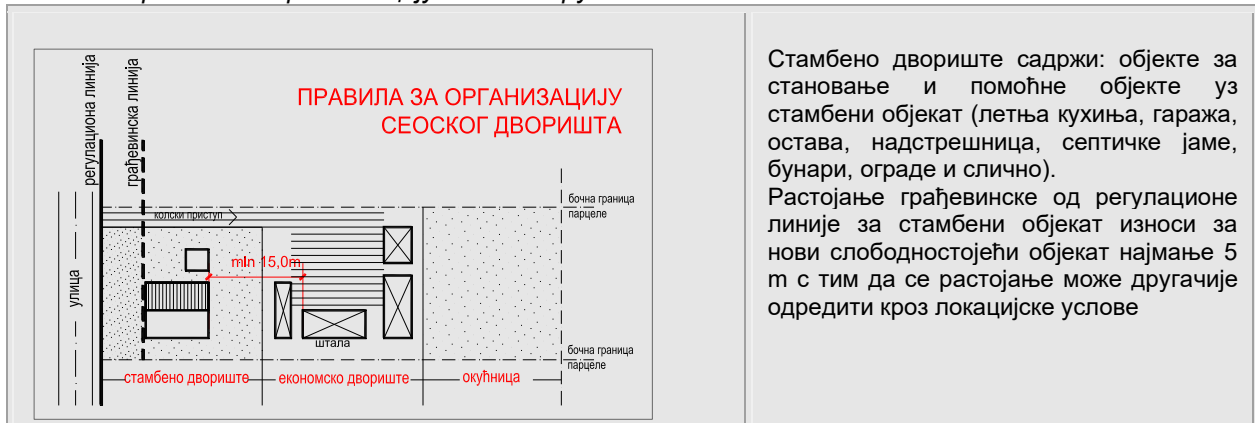 регулациона линија
грађевинска линија
ПРАВИЛА ЗА ОРГАНИЗАЦИЈУ
СЕОСКОГ ДВОРИШТА
бочна граница
парцеле
колски приступ
min 15,0m
улица
штала
бочна граница
парцеле
стамбено двориште
економско двориште
окућница
Стамбено двориште садржи: објекте за
становање и помоћне објекте уз
стамбени објекат (летња кухиња, гаража,
остава, надстрешница, септичке јаме,
бунари, ограде и слично).
Растојање грађевинске од регулационе
линије за стамбени објекат износи за
нови слободностојећи објекат најмање 5
m с тим да се растојање може другачије
одредити кроз локацијске услове